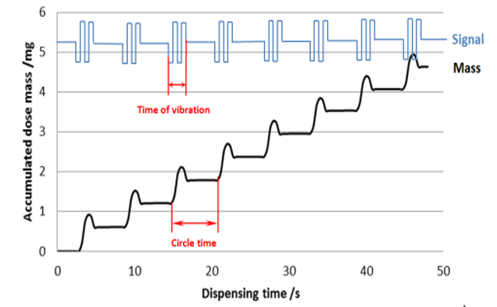 6
5
4
3
2
1
0
Accumulated dose mass /mg
Signal
Mass
Time of vibration
Circle time
0 10 20 30 40 50
Dispensing time /s